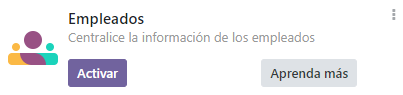 Empleados
Centralice la información de los empleados
Activar
Aprenda más